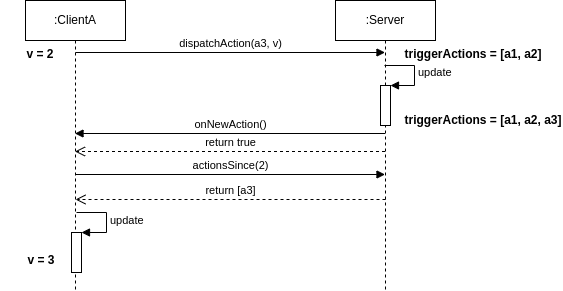 :ClientA
:Server
dispatchAction(a3, v)
v = 2
triggerActions = [a1, a2]
update
triggerActions = [a1, a2, a3]
onNewAction()
return true
actionsSince(2)
return [a3]
update
v = 3